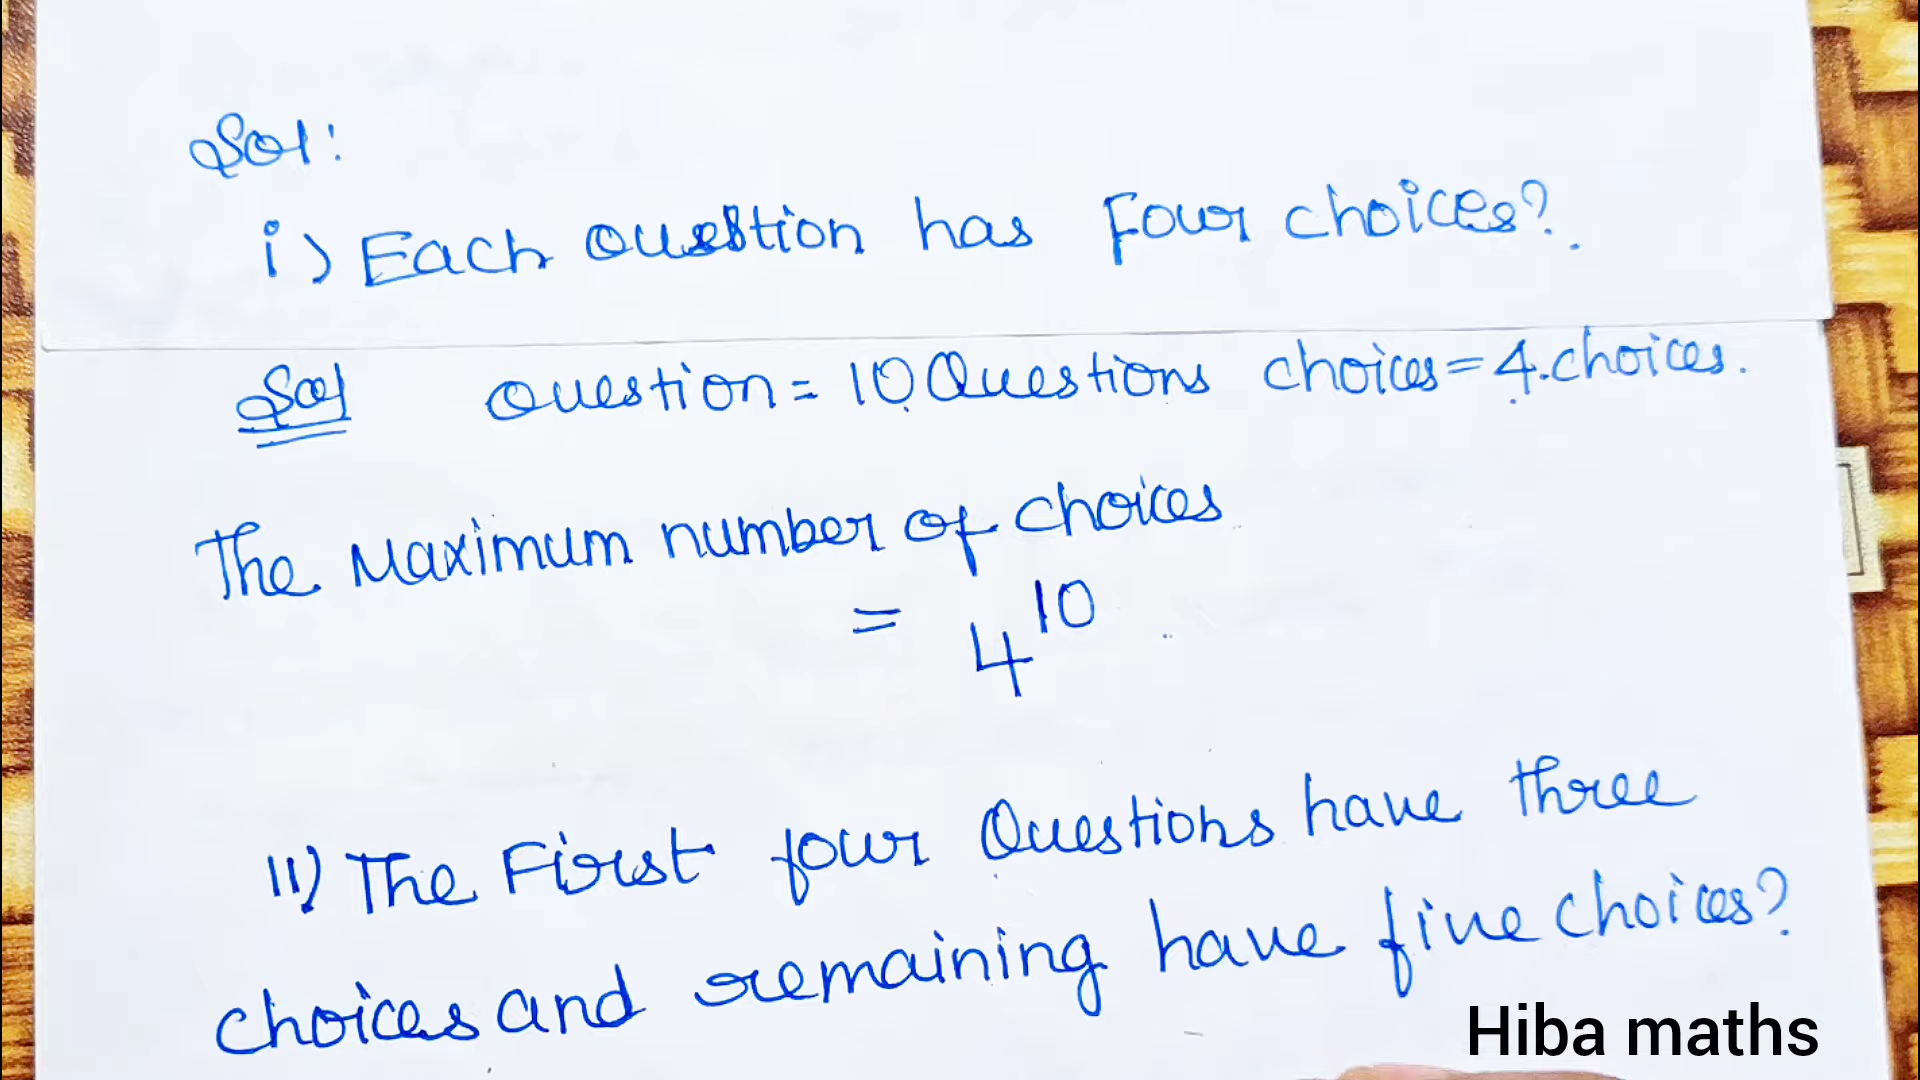 Sol:
i) Each question has Four choices?
Sol question = 10 Questions choices = 4. choices.
The Maximum number of choices
= 4^10
II) The First four Questions have three
choices and remaining have five choices?
Hiba maths